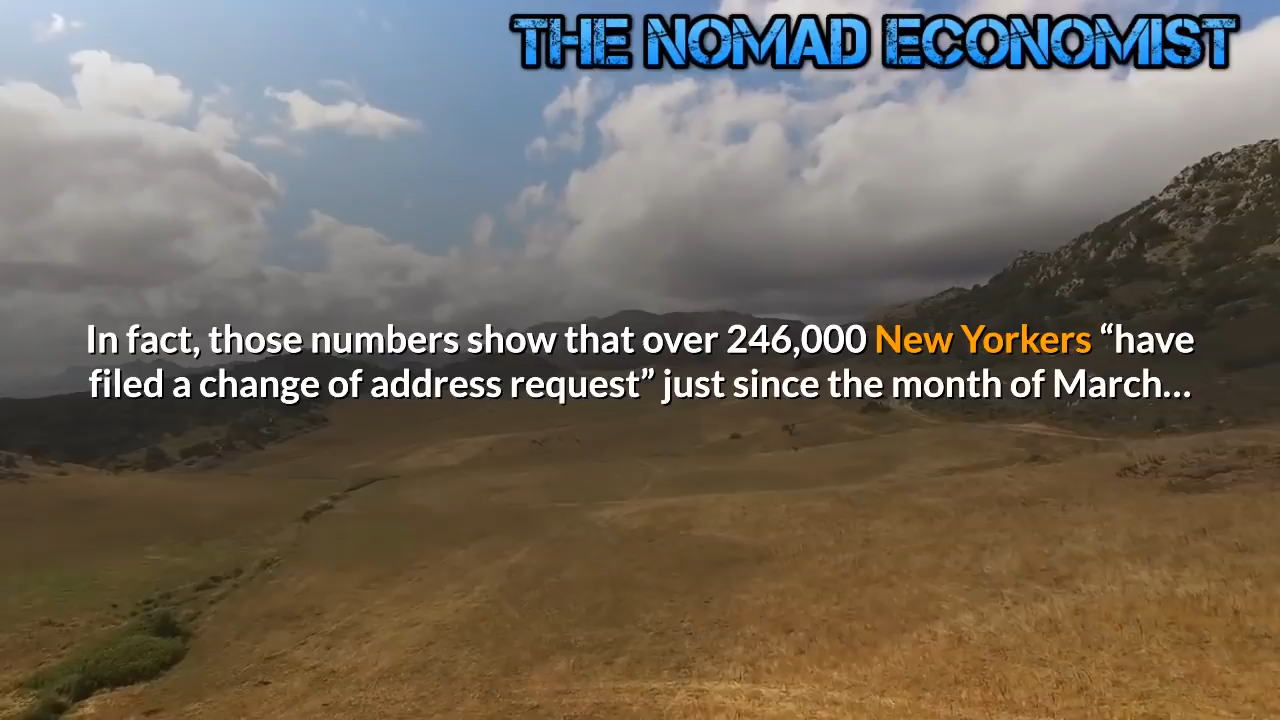 THE NOMAD ECONOMIST
In fact, those numbers show that over 246,000 New Yorkers “have
filed a change of address request” just since the month of March...